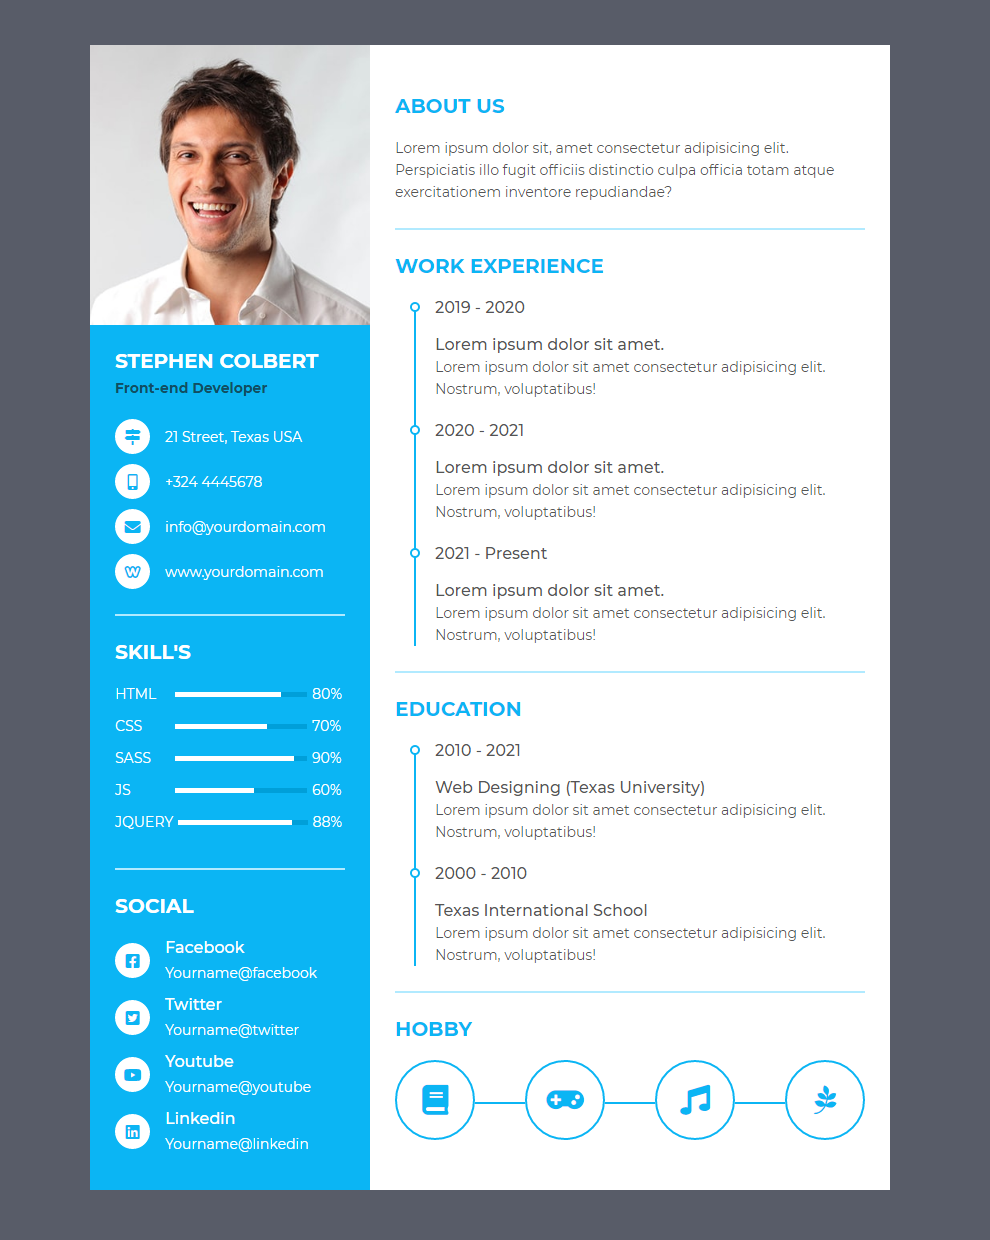 STEPHEN COLBERT
Front-end Developer
21 Street, Texas USA
+324 4445678
info@yourdomain.com
www.yourdomain.com
SKILL'S
HTML 80%
CSS 70%
SASS 90%
JS 60%
JQUERY 88%
SOCIAL
Facebook
Yourname@facebook
Twitter
Yourname@twitter
Youtube
Yourname@youtube
Linkedin
Yourname@linkedin
ABOUT US
Lorem ipsum dolor sit, amet consectetur adipisicing elit.
Perspiciatis illo fugit officiis distinctio culpa officia totam atque
exercitationem inventore repudiandae?
WORK EXPERIENCE
2019 - 2020
Lorem ipsum dolor sit amet.
Lorem ipsum dolor sit amet consectetur adipisicing elit.
Nostrum, voluptatibus!
2020 - 2021
Lorem ipsum dolor sit amet.
Lorem ipsum dolor sit amet consectetur adipisicing elit.
Nostrum, voluptatibus!
2021 - Present
Lorem ipsum dolor sit amet.
Lorem ipsum dolor sit amet consectetur adipisicing elit.
Nostrum, voluptatibus!
EDUCATION
2010 - 2021
Web Designing (Texas University)
Lorem ipsum dolor sit amet consectetur adipisicing elit.
Nostrum, voluptatibus!
2000 - 2010
Texas International School
Lorem ipsum dolor sit amet consectetur adipisicing elit.
Nostrum, voluptatibus!
HOBBY